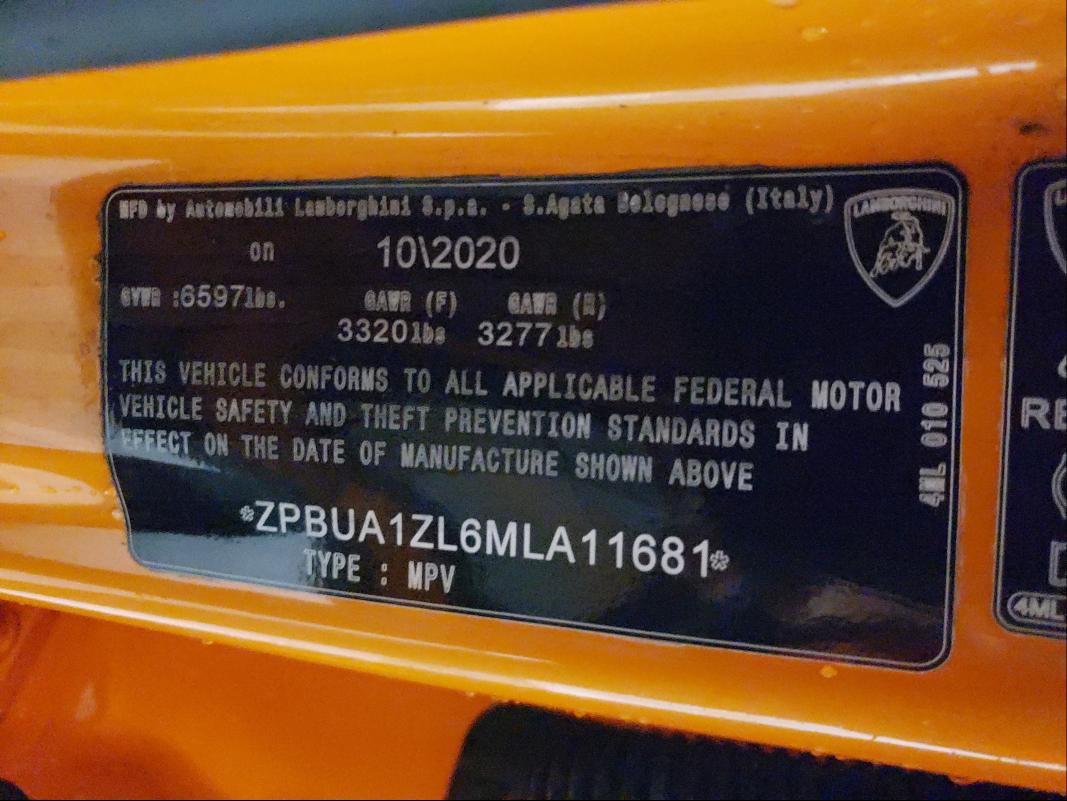 MFD by Automobili Lamborghini S.p.a. - S.Agata Bolognese (Italy)
on 10\2020
GVWR :6597lbs. GAWR (F) GAWR (R)
3320lbs 3277lbs
THIS VEHICLE CONFORMS TO ALL APPLICABLE FEDERAL MOTOR
VEHICLE SAFETY AND THEFT PREVENTION STANDARDS IN
EFFECT ON THE DATE OF MANUFACTURE SHOWN ABOVE
*ZPBUA1ZL6MLA11681*
TYPE : MPV
LAMBORGHINI
4ML 010 525
RE
4ML